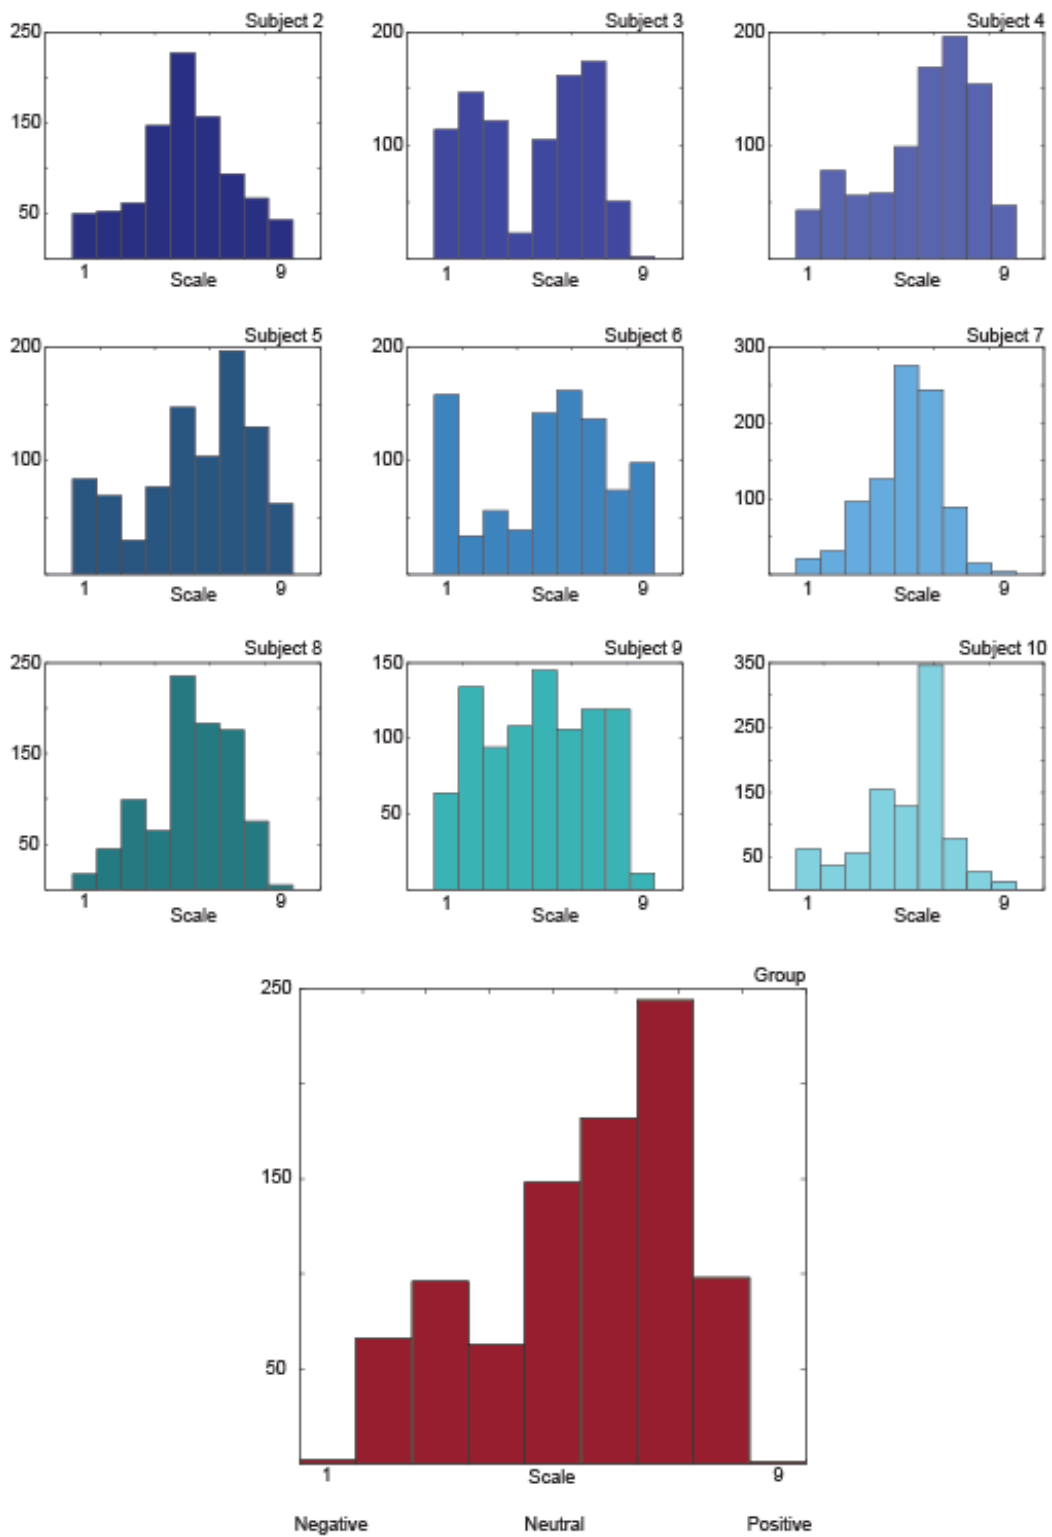 Subject 2
250
150
50
1
9
Scale
Subject 3
200
100
1
9
Scale
Subject 4
200
100
1
9
Scale
Subject 5
200
100
1
9
Scale
Subject 6
200
100
1
9
Scale
Subject 7
300
200
100
1
9
Scale
Subject 8
250
150
50
1
9
Scale
Subject 9
150
100
50
1
9
Scale
Subject 10
350
250
150
50
1
9
Scale
Group
250
150
50
1
Scale
9
Negative
Neutral
Positive